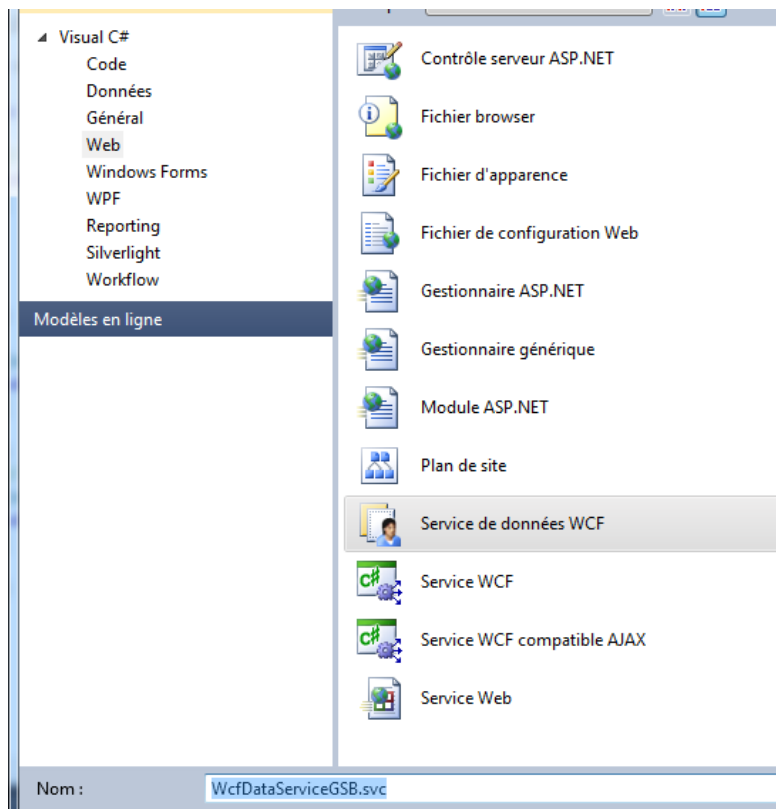 Visual C#
Code
Données
Général
Web
Windows Forms
WPF
Reporting
Silverlight
Workflow
Modèles en ligne
Contrôle serveur ASP.NET
Fichier browser
Fichier d'apparence
Fichier de configuration Web
Gestionnaire ASP.NET
Gestionnaire générique
Module ASP.NET
Plan de site
Service de données WCF
Service WCF
Service WCF compatible AJAX
Service Web
Nom :
WcfDataServiceGSB.svc